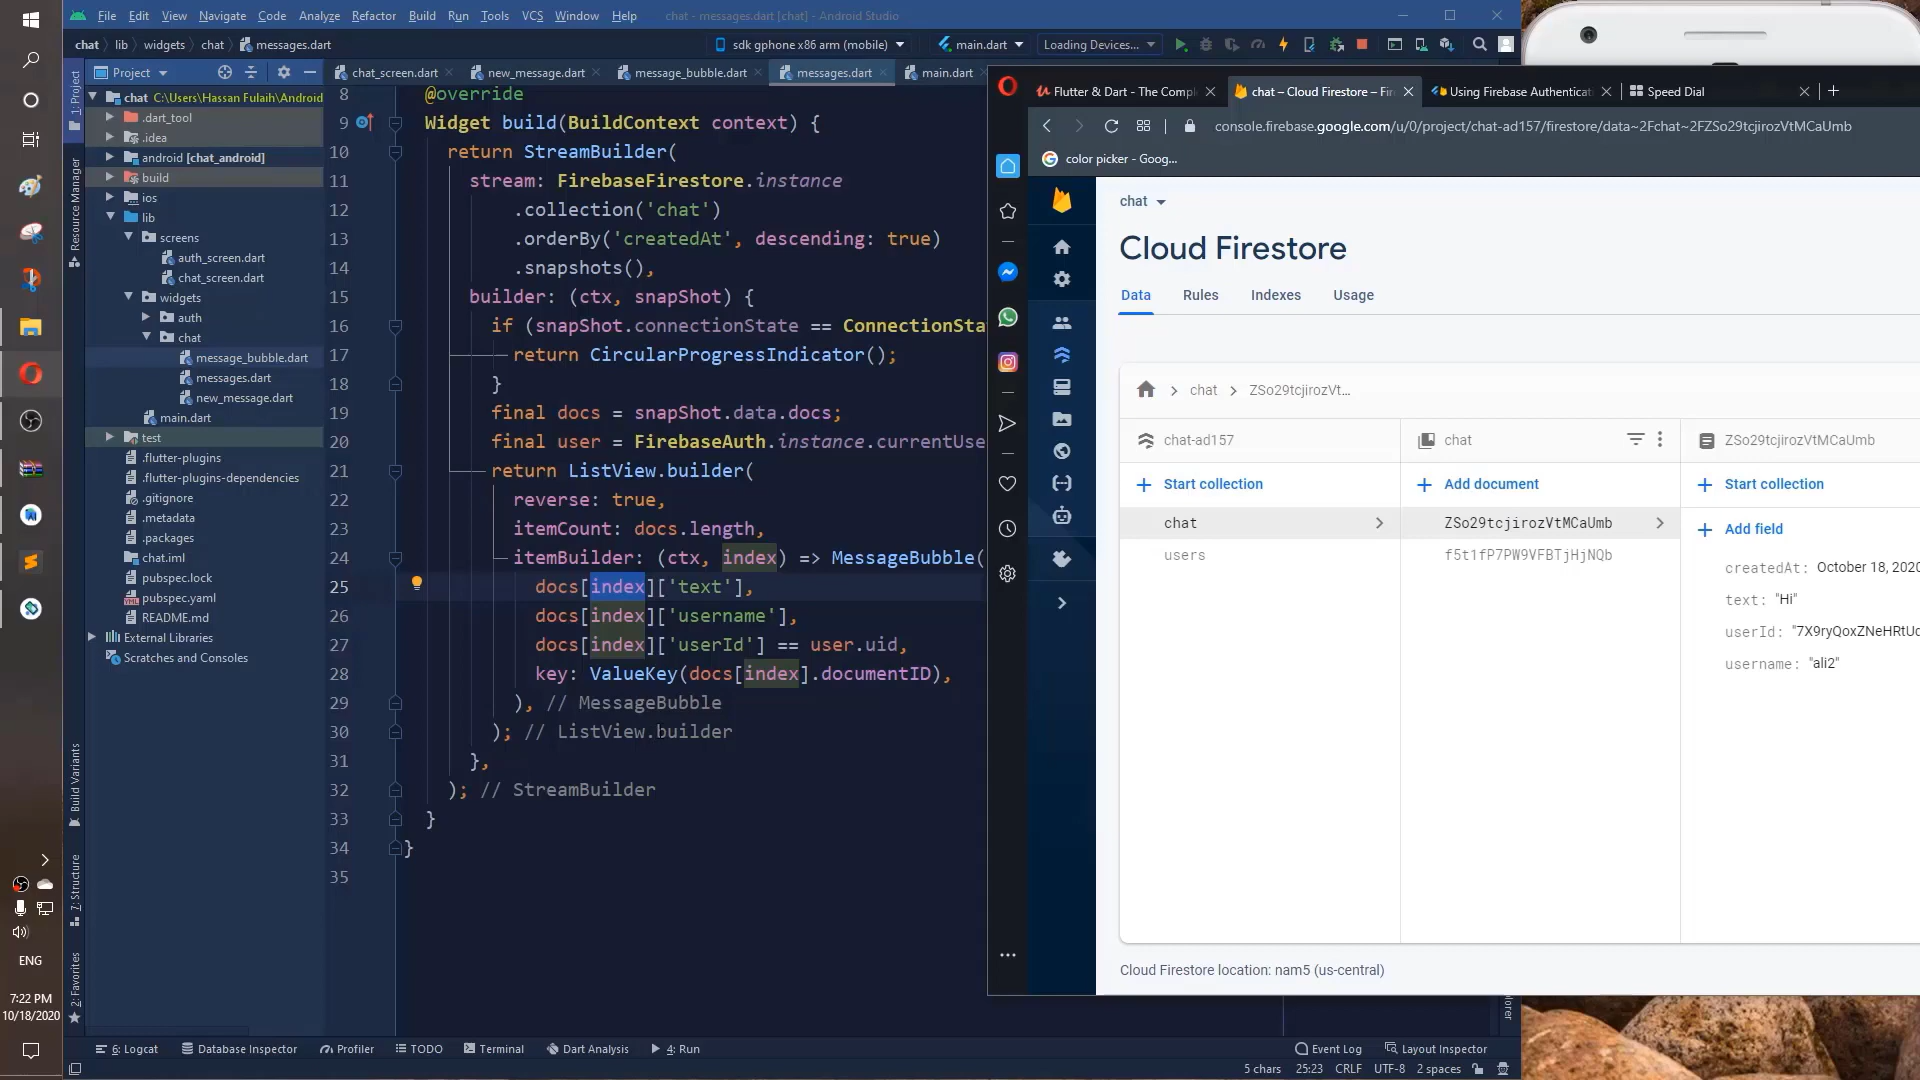 File Edit View Navigate Code Analyze Refactor Build Run Tools VCS Window Help
chat - messages.dart [chat] - Android Studio
chat lib widgets chat messages.dart
sdk gphone x86 arm (mobile)
main.dart
Loading Devices...
Project
chat_screen.dart
new_message.dart
message_bubble.dart
messages.dart
main.dart
1: Project
Resource Manager
Build Variants
7: Structure
2: Favorites
chat C:\Users\Hassan Fulaih\Android
.dart_tool
.idea
android [chat_android]
build
ios
lib
screens
auth_screen.dart
chat_screen.dart
widgets
auth
chat
message_bubble.dart
messages.dart
new_message.dart
main.dart
test
.flutter-plugins
.flutter-plugins-dependencies
.gitignore
.metadata
.packages
chat.iml
pubspec.lock
pubspec.yaml
README.md
External Libraries
Scratches and Consoles
8 @override
9 Widget build(BuildContext context) {
10 return StreamBuilder(
11 stream: FirebaseFirestore.instance
12 .collection('chat')
13 .orderBy('createdAt', descending: true)
14 .snapshots(),
15 builder: (ctx, snapShot) {
16 if (snapShot.connectionState == ConnectionSta
17 return CircularProgressIndicator();
18 }
19 final docs = snapShot.data.docs;
20 final user = FirebaseAuth.instance.currentUse
21 return ListView.builder(
22 reverse: true,
23 itemCount: docs.length,
24 itemBuilder: (ctx, index) => MessageBubble(
25 docs[index]['text'],
26 docs[index]['username'],
27 docs[index]['userId'] == user.uid,
28 key: ValueKey(docs[index].documentID),
29 ), // MessageBubble
30 ); // ListView.builder
31 },
32 ); // StreamBuilder
33 }
34 }
35
Flutter & Dart - The Compl
chat – Cloud Firestore – Fir
Using Firebase Authenticati
Speed Dial
console.firebase.google.com/u/0/project/chat-ad157/firestore/data~2Fchat~2FZSo29tcjirozVtMCaUmb
color picker - Goog...
chat
Cloud Firestore
Data Rules Indexes Usage
chat ZSo29tcjirozVt...
chat-ad157
chat
ZSo29tcjirozVtMCaUmb
Start collection
Add document
Start collection
chat
ZSo29tcjirozVtMCaUmb
Add field
users
f5t1fP7PW9VFBTjHjNQb
createdAt: October 18, 2020
text: "Hi"
userId: "7X9ryQoxZNeHRtUc
username: "ali2"
Cloud Firestore location: nam5 (us-central)
ENG
7:22 PM
10/18/2020
6: Logcat
Database Inspector
Profiler
TODO
Terminal
Dart Analysis
4: Run
Event Log
Layout Inspector
5 chars 25:23 CRLF UTF-8 2 spaces